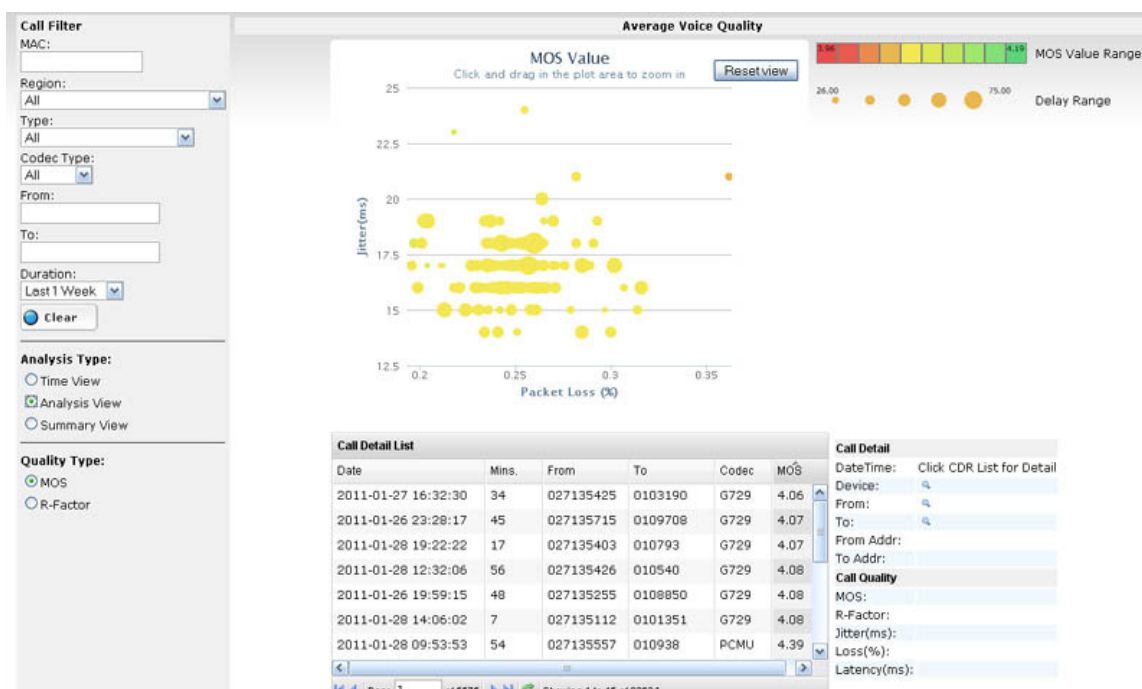 Call Filter
MAC:
Region:
All
Type:
All
Codec Type:
All
From:
To:
Duration:
Last 1 Week
Clear
Analysis Type:
Time View
Analysis View
Summary View
Quality Type:
MOS
R-Factor
Average Voice Quality
MOS Value
Click and drag in the plot area to zoom in
Reset view
3.96 4.19 MOS Value Range
26.00 75.00 Delay Range
Jitter(ms)
25
22.5
20
17.5
15
12.5
0.2 0.25 0.3 0.35
Packet Loss (%)
Call Detail List
Date Mins. From To Codec MOS
2011-01-27 16:32:30 34 027135425 0103190 G729 4.06
2011-01-26 23:28:17 45 027135715 0109708 G729 4.07
2011-01-28 19:22:22 17 027135403 010793 G729 4.07
2011-01-28 12:32:06 56 027135426 010540 G729 4.08
2011-01-26 19:59:15 48 027135255 0108850 G729 4.08
2011-01-28 14:06:02 7 027135112 0101351 G729 4.08
2011-01-28 09:53:53 54 027135557 010938 PCMU 4.39
Page 1
Call Detail
DateTime: Click CDR List for Detail
Device:
From:
To:
From Addr:
To Addr:
Call Quality
MOS:
R-Factor:
Jitter(ms):
Loss(%):
Latency(ms):